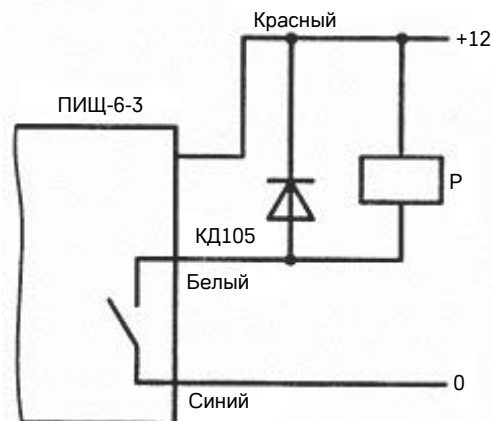 Красный
+12
ПИЩ-6-3
Р
КД105
Белый
0
Синий